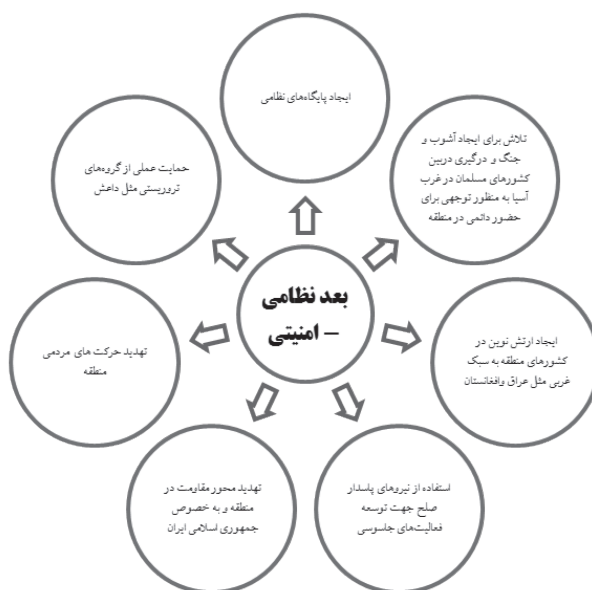 ایجاد پایگاه‌های نظامی
تلاش برای ایجاد آشوب و
جنگ و درگیری دربین
کشورهای مسلمان در غرب
آسیا به منظور توجهی برای
حضور دائمی در منطقه
ایجاد ارتش نوین در
کشورهای منطقه به سبک
غربی مثل عراق وافغانستان
استفاده از نیروهای پاسدار
صلح جهت توسعه
فعالیت‌های جاسوسی
تهدید محور مقاومت در
منطقه و به خصوص
جمهوری اسلامی ایران
تهدید حرکت های مردمی
منطقه
حمایت عملی از گروه‌های
تروریستی مثل داعش
بعد نظامی
– امنیتی